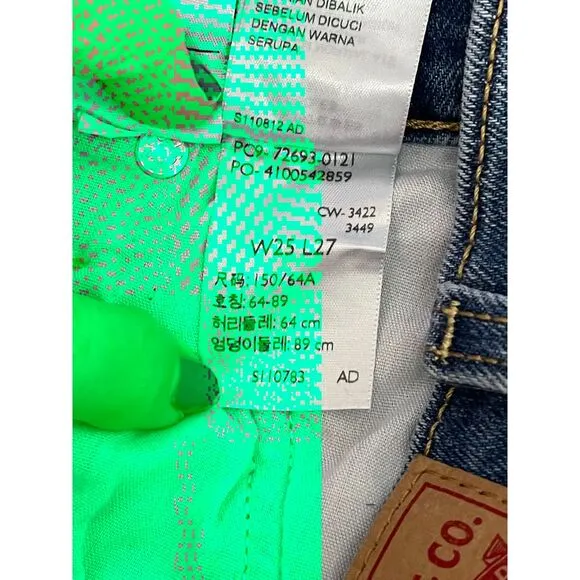 DIBALIK
SEBELUM DICUCI
DENGAN WARNA
SERUPA
S110812 AD
PC9- 72693-0121
PO- 4100542859
CW- 3422
3449
W25 L27
尺码: 150/64A
호칭: 64-89
허리둘레: 64 cm
엉덩이둘레: 89 cm
S110783 AD
CO.